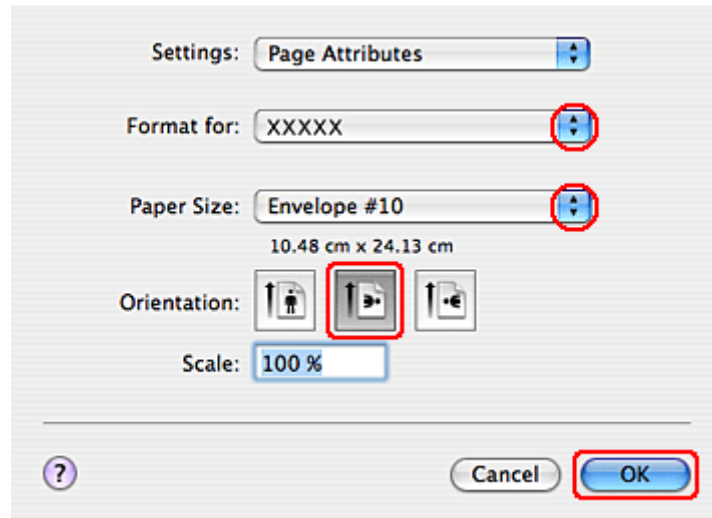 Settings: Page Attributes
Format for: XXXXX
Paper Size: Envelope #10
10.48 cm x 24.13 cm
Orientation:
Scale: 100 %
? Cancel OK